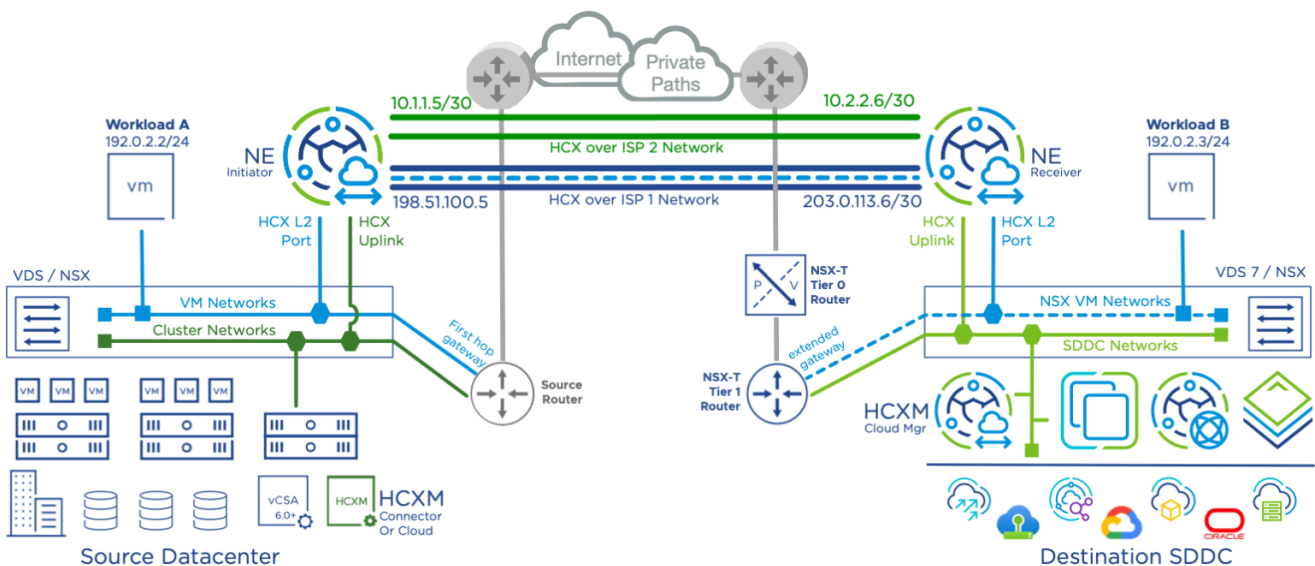 Internet
Private
Paths
10.1.1.5/30
10.2.2.6/30
HCX over ISP 2 Network
198.51.100.5
HCX over ISP 1 Network
203.0.113.6/30
Workload A
192.0.2.2/24
vm
NE
Initiator
NE
Receiver
Workload B
192.0.2.3/24
vm
HCX L2
Port
HCX
Uplink
HCX
Uplink
HCX L2
Port
VDS / NSX
VM Networks
Cluster Networks
First hop
gateway
Source
Router
P V
NSX-T
Tier 0
Router
extended
gateway
NSX-T
Tier 1
Router
VDS 7 / NSX
NSX VM Networks
SDDC Networks
VM VM VM
VM VM VM
vCSA
6.0+
HCXM
HCXM
Connector
Or Cloud
Source Datacenter
HCXM
Cloud Mgr
ORACLE
Destination SDDC